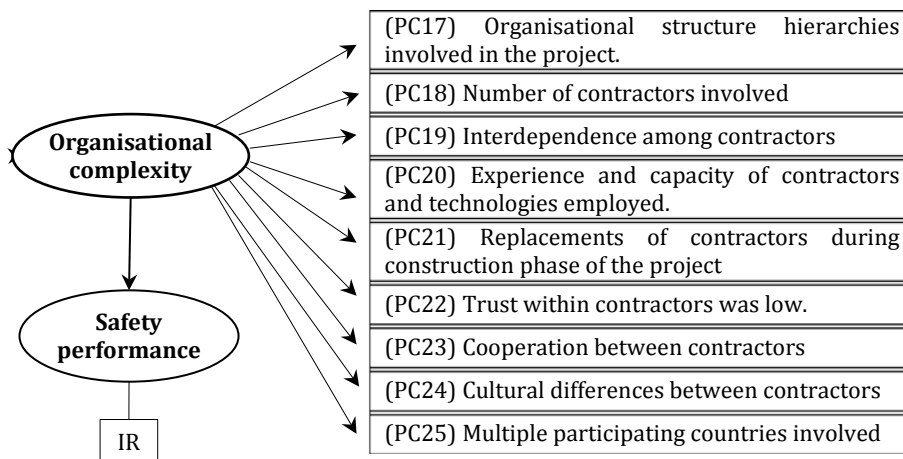 (PC17) Organisational structure hierarchies
involved in the project.
(PC18) Number of contractors involved
(PC19) Interdependence among contractors
(PC20) Experience and capacity of contractors
and technologies employed.
(PC21) Replacements of contractors during
construction phase of the project
(PC22) Trust within contractors was low.
(PC23) Cooperation between contractors
(PC24) Cultural differences between contractors
(PC25) Multiple participating countries involved
Organisational
complexity
Safety
performance
IR